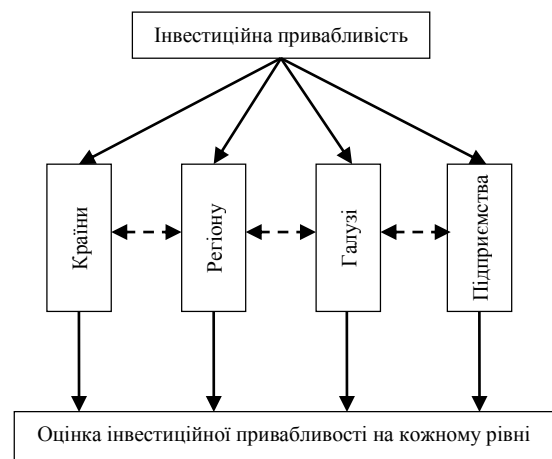 Інвестиційна привабливість
Країни
Регіону
Галузі
Підприємства
Оцінка інвестиційної привабливості на кожному рівні